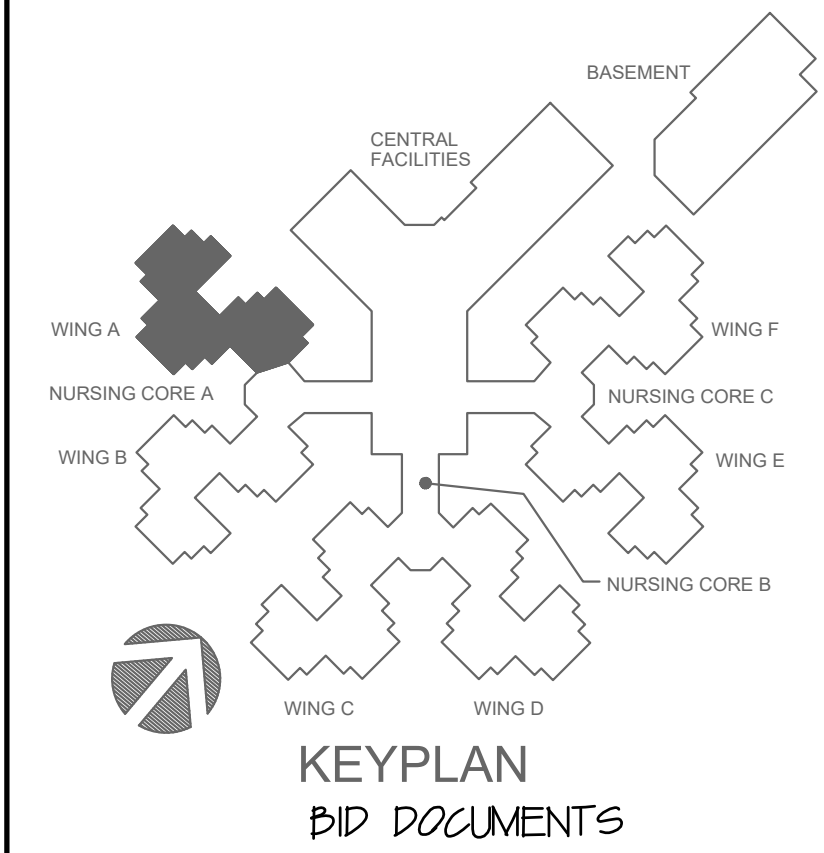 BASEMENT
CENTRAL
FACILITIES
WING A
WING F
NURSING CORE A
NURSING CORE C
WING B
WING E
NURSING CORE B
WING C
WING D
KEYPLAN
BID DOCUMENTS